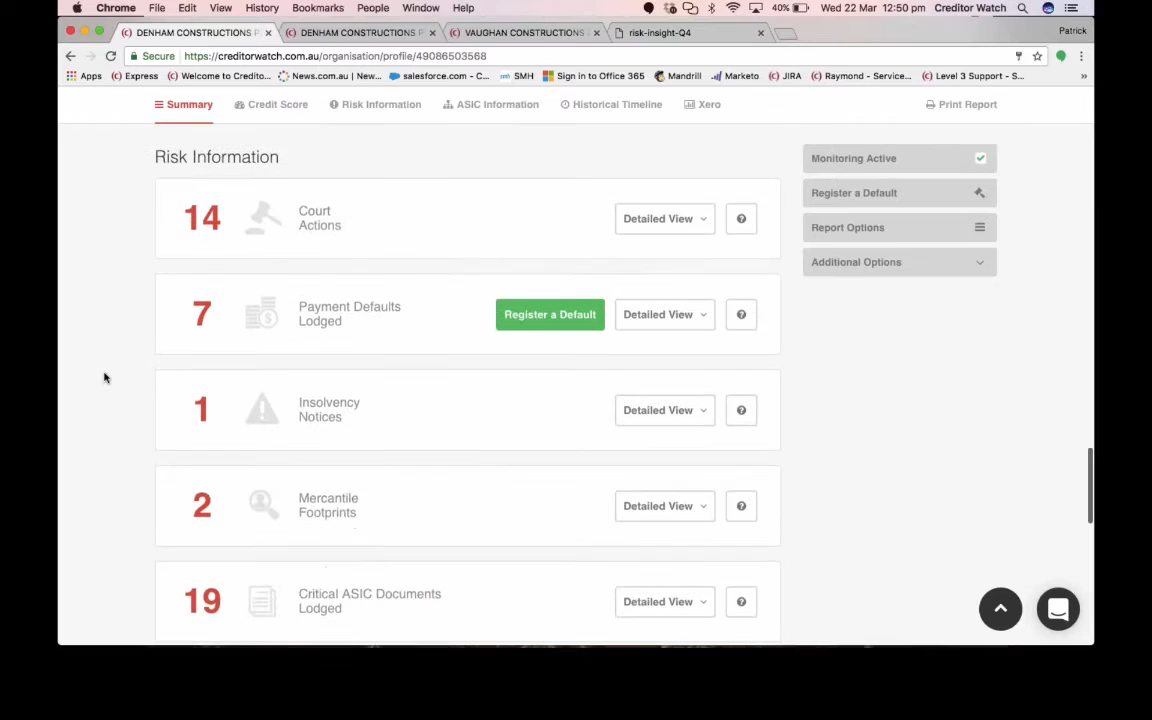 Chrome File Edit View History Bookmarks People Window Help 40% Wed 22 Mar 12:50 pm Creditor Watch
DENHAM CONSTRUCTIONS P × DENHAM CONSTRUCTIONS P × VAUGHAN CONSTRUCTIONS × risk-insight-Q4 × Patrick
Secure https://creditorwatch.com.au/organisation/profile/49086503568
Apps Express Welcome to Credito... News.com.au | New... salesforce.com - C... SMH Sign in to Office 365 Mandrill Marketo JIRA Raymond - Service... Level 3 Support - S... »
Summary Credit Score Risk Information ASIC Information Historical Timeline Xero Print Report
Risk Information
Monitoring Active
Register a Default
Report Options
Additional Options
14 Court
Actions
Detailed View ?
7 Payment Defaults
Lodged
Register a Default Detailed View ?
1 Insolvency
Notices
Detailed View ?
2 Mercantile
Footprints
Detailed View ?
19 Critical ASIC Documents
Lodged
Detailed View ?